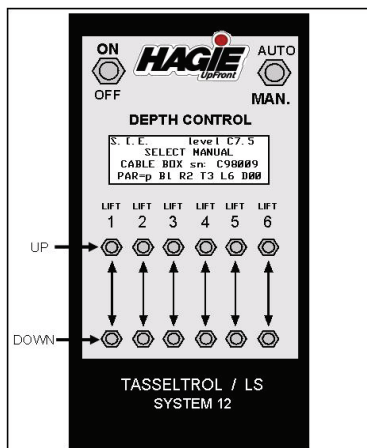 ON
OFF
HAGIE
UpFront
AUTO
MAN.
DEPTH CONTROL
S.I.E. level C7.5
SELECT MANUAL
CABLE BOX sn: C98009
PAR=p B1 R2 T3 L6 D00
LIFT LIFT LIFT LIFT LIFT LIFT
1 2 3 4 5 6
UP
DOWN
TASSELTROL / LS
SYSTEM 12